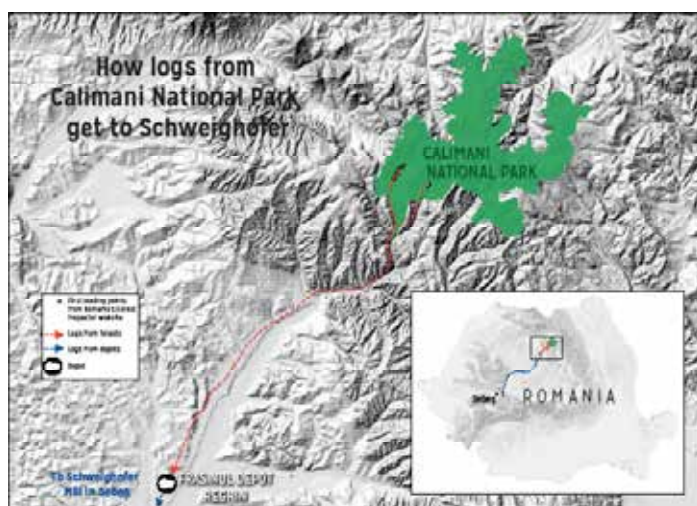 How logs from
Calimani National Park
get to Schweighofer
CALIMANI
NATIONAL PARK
Logs from forests
Logs from depots
Depot
ROMANIA
To Schweighofer
Mill in Sebeș
FRASINUL DEPOT
REGHIN